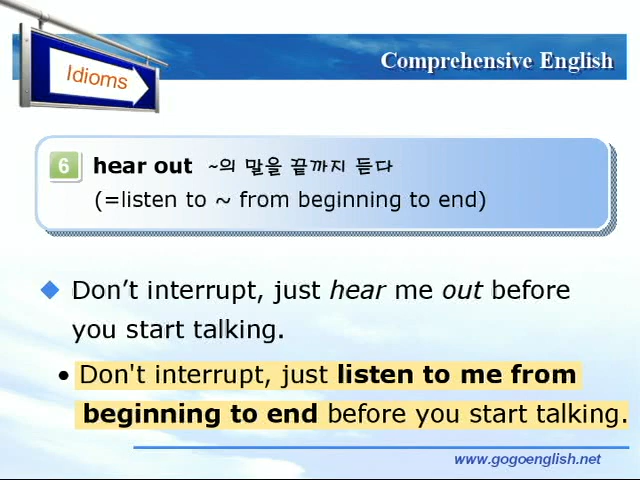 Idioms
Comprehensive English
6 hear out ~의 말을 끝까지 듣다
(=listen to ~ from beginning to end)
Don’t interrupt, just hear me out before
you start talking.
• Don't interrupt, just listen to me from
beginning to end before you start talking.
www.gogoenglish.net